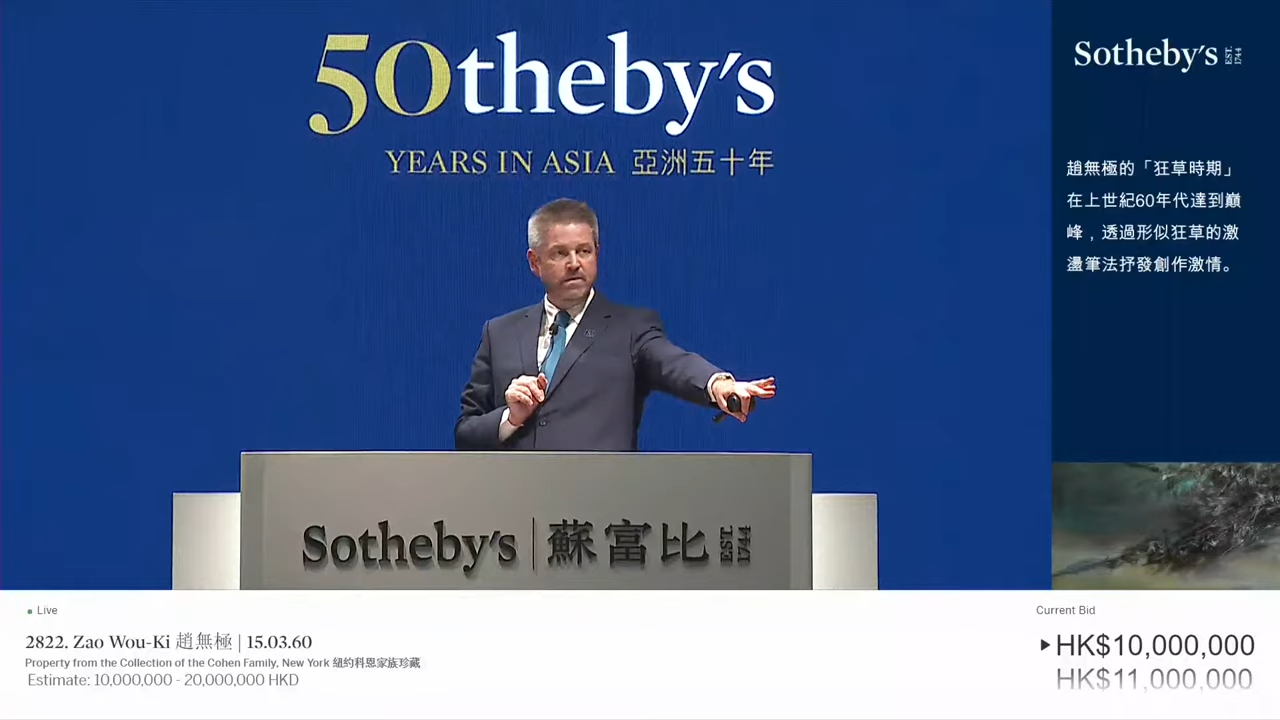 50theby's
YEARS IN ASIA 亞洲五十年
Sotheby's EST. 1744
趙無極的「狂草時期」
在上世紀60年代達到巔
峰，透過形似狂草的激
盪筆法抒發創作激情。
Sotheby's | 蘇富比 EST. 1744
Live
2822. Zao Wou-Ki 趙無極 | 15.03.60
Property from the Collection of the Cohen Family, New York 紐約科恩家族珍藏
Estimate: 10,000,000 - 20,000,000 HKD
Current Bid
HK$10,000,000
HK$11,000,000